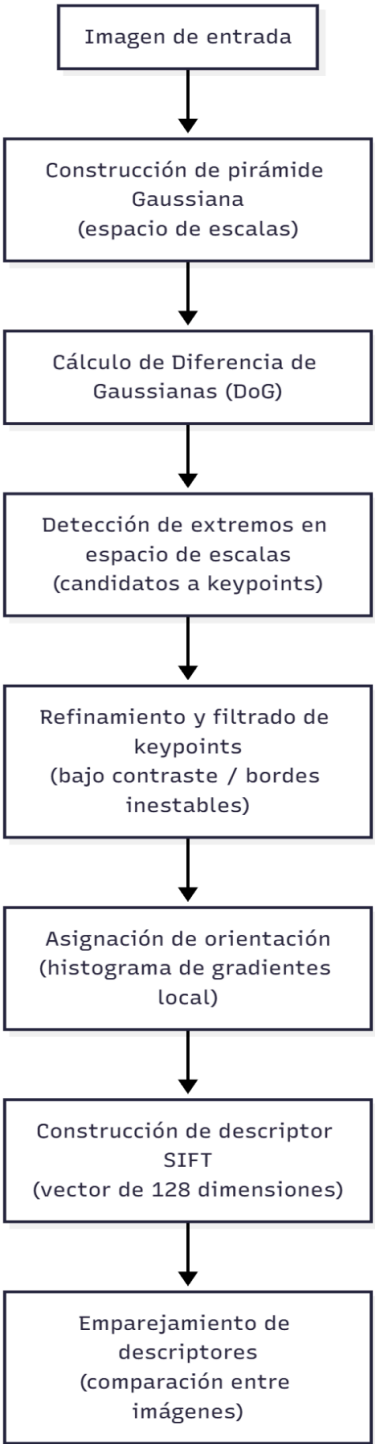 Imagen de entrada
Construcción de pirámide
Gaussiana
(espacio de escalas)
Cálculo de Diferencia de
Gaussianas (DoG)
Detección de extremos en
espacio de escalas
(candidatos a keypoints)
Refinamiento y filtrado de
keypoints
(bajo contraste / bordes
inestables)
Asignación de orientación
(histograma de gradientes
local)
Construcción de descriptor
SIFT
(vector de 128 dimensiones)
Emparejamiento de
descriptores
(comparación entre
imágenes)